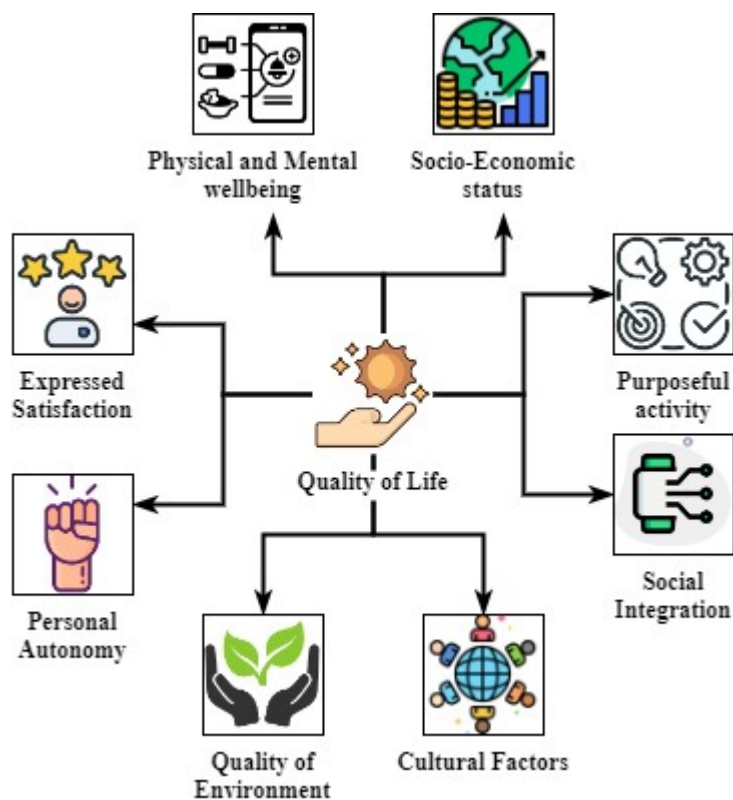 Physical and Mental
wellbeing
Socio-Economic
status
Expressed
Satisfaction
Purposeful
activity
Quality of Life
Personal
Autonomy
Social
Integration
Quality of
Environment
Cultural Factors